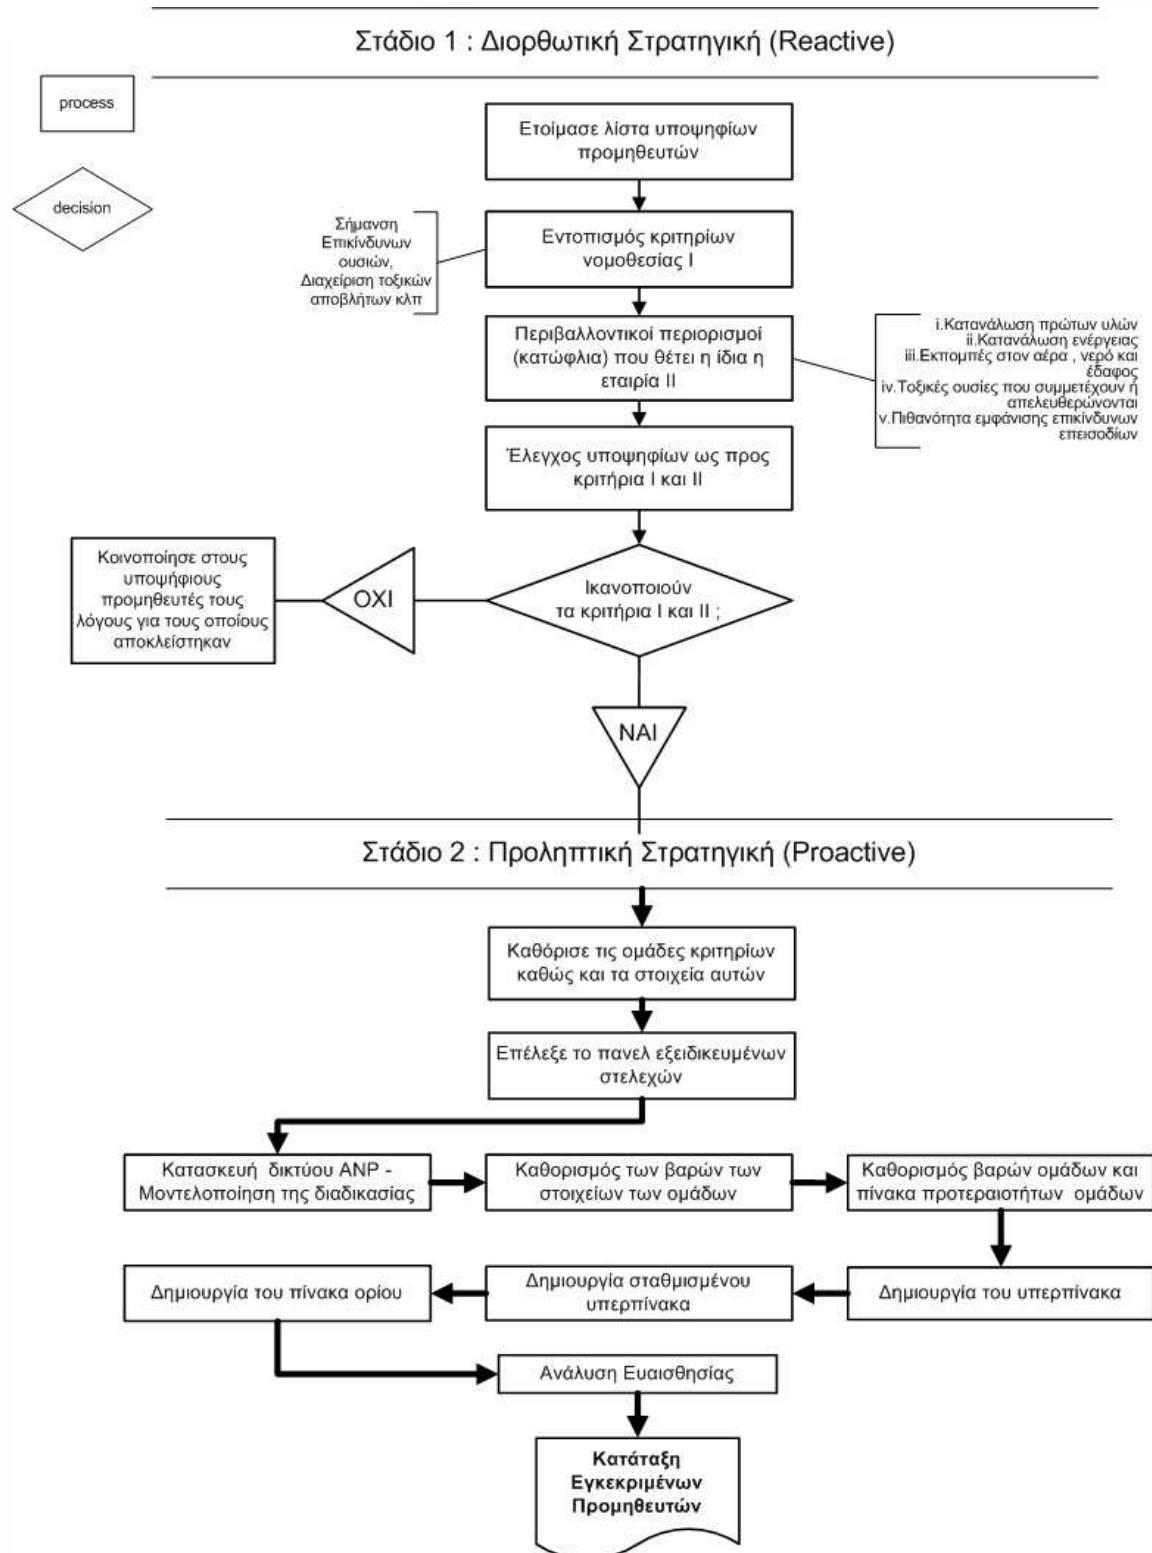 Στάδιο 1 : Διορθωτική Στρατηγική (Reactive)
process
decision
Ετοίμασε λίστα υποψηφίων
προμηθευτών
Σήμανση
Επικίνδυνων
ουσιών,
Διαχείριση τοξικών
αποβλήτων κλπ
Εντοπισμός κριτηρίων
νομοθεσίας Ι
Περιβαλλοντικοί περιορισμοί
(κατώφλια) που θέτει η ίδια η
εταιρία ΙΙ
i.Κατανάλωση πρώτων υλών
ii.Κατανάλωση ενέργειας
iii.Εκπομπές στον αέρα , νερό και
έδαφος
iv.Τοξικές ουσίες που συμμετέχουν ή
απελευθερώνονται
v.Πιθανότητα εμφάνισης επικίνδυνων
επεισοδίων
Έλεγχος υποψηφίων ως προς
κριτήρια Ι και ΙΙ
Ικανοποιούν
τα κριτήρια Ι και ΙΙ ;
ΟΧΙ
Κοινοποίησε στους
υποψήφιους
προμηθευτές τους
λόγους για τους οποίους
αποκλείστηκαν
ΝΑΙ
Στάδιο 2 : Προληπτική Στρατηγική (Proactive)
Καθόρισε τις ομάδες κριτηρίων
καθώς και τα στοιχεία αυτών
Επέλεξε το πανελ εξειδικευμένων
στελεχών
Κατασκευή δικτύου ANP -
Μοντελοποίηση της διαδικασίας
Καθορισμός των βαρών των
στοιχείων των ομάδων
Καθορισμός βαρών ομάδων και
πίνακα προτεραιοτήτων ομάδων
Δημιουργία του υπερπίνακα
Δημιουργία σταθμισμένου
υπερπίνακα
Δημιουργία του πίνακα ορίου
Ανάλυση Ευαισθησίας
Κατάταξη
Εγκεκριμένων
Προμηθευτών